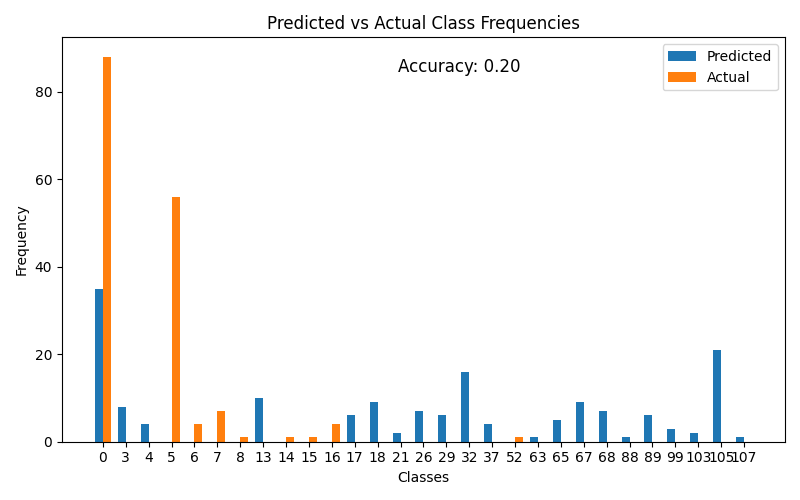 Predicted vs Actual Class Frequencies
Accuracy: 0.20
Predicted
Actual
Frequency
80
60
40
20
0
0 3 4 5 6 7 8 13 14 15 16 17 18 21 26 29 32 37 52 63 65 67 68 88 89 99 103 105 107
Classes